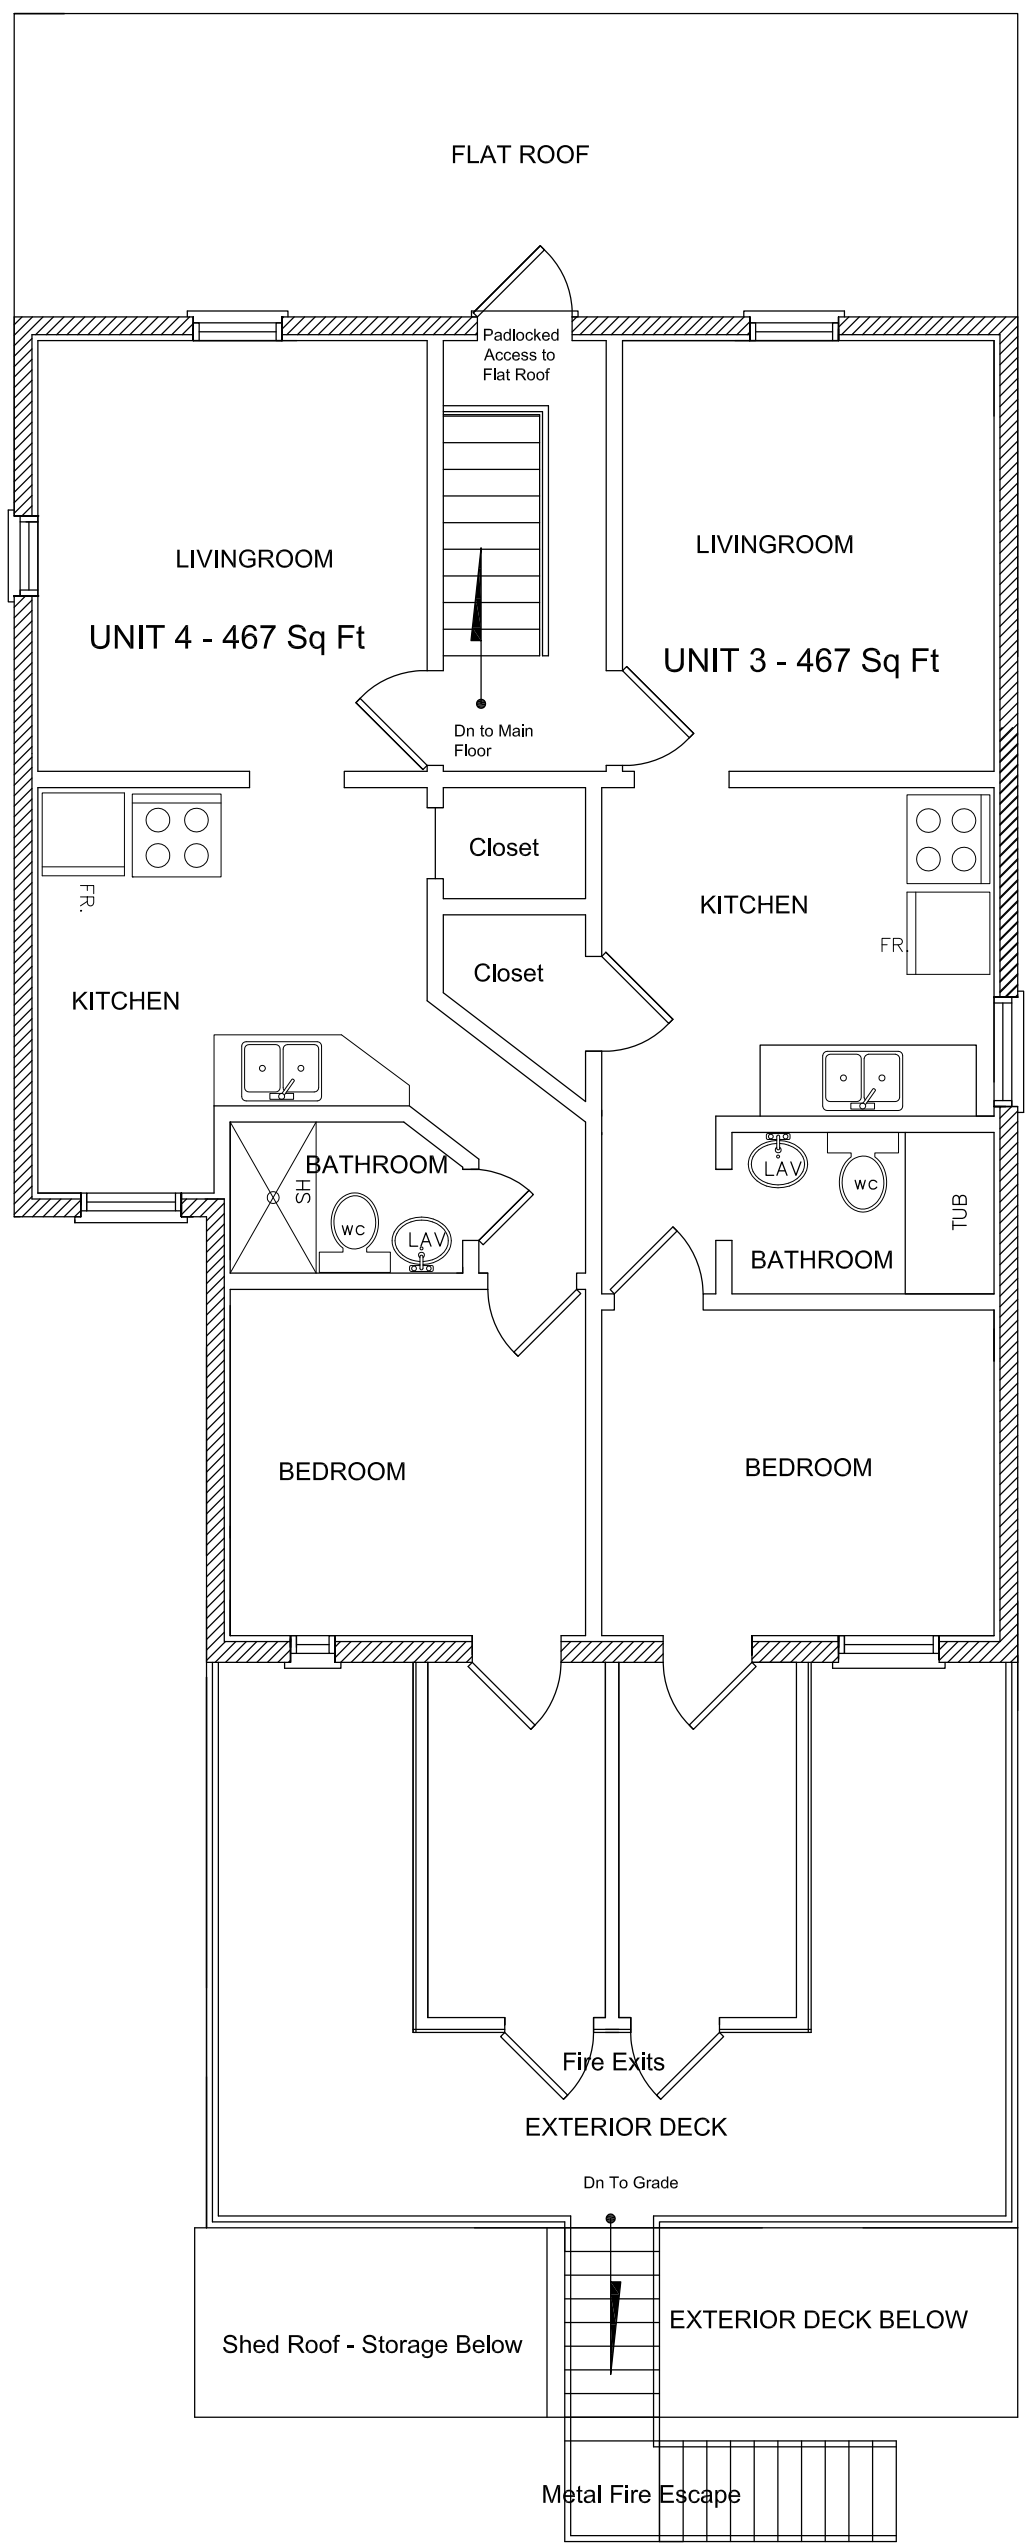 FLAT ROOF
Padlocked
Access to
Flat Roof
LIVINGROOM
UNIT 4 - 467 Sq Ft
LIVINGROOM
UNIT 3 - 467 Sq Ft
Dn to Main
Floor
Closet
FR.
KITCHEN
Closet
KITCHEN
FR.
BATHROOM
SH
WC
LAV
LAV
WC
TUB
BATHROOM
BEDROOM
BEDROOM
Fire Exits
EXTERIOR DECK
Dn To Grade
Shed Roof - Storage Below
EXTERIOR DECK BELOW
Metal Fire Escape